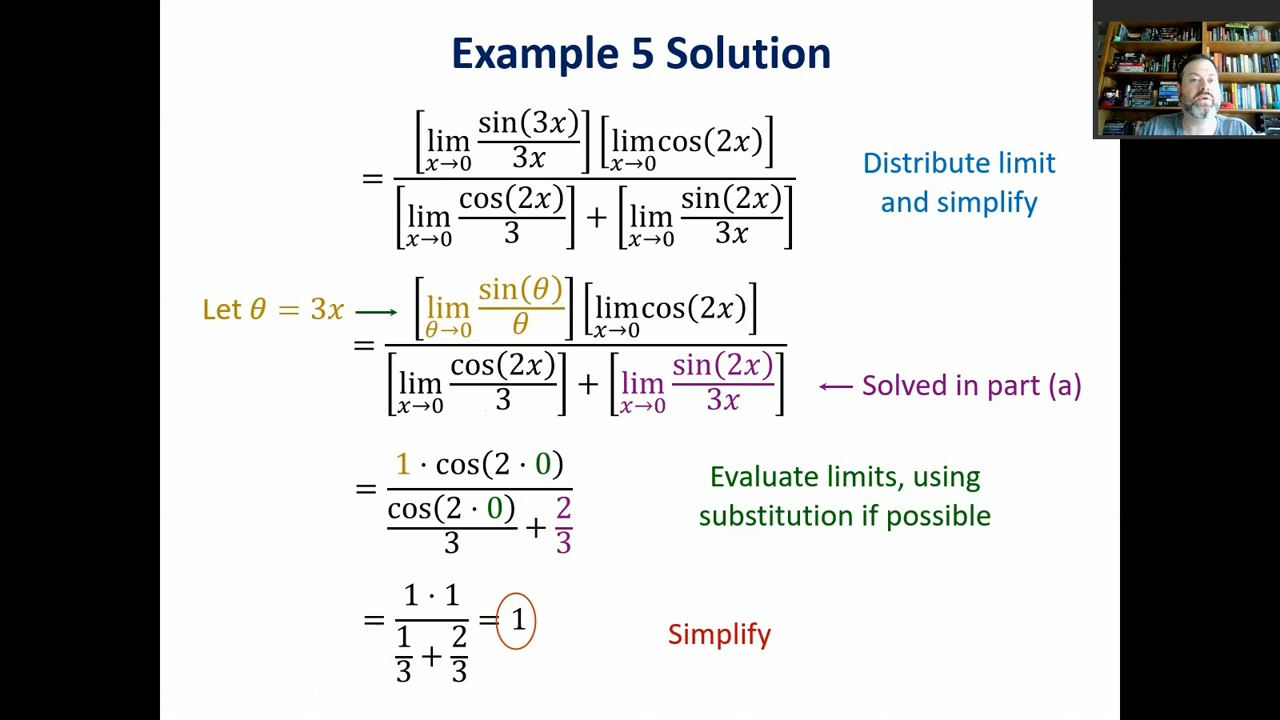 Example 5 Solution
= [lim x→0 sin(3x)/3x] [lim x→0 cos(2x)] / [lim x→0 cos(2x)/3] + [lim x→0 sin(2x)/3x]
Distribute limit
and simplify
Let θ = 3x →
= [lim θ→0 sin(θ)/θ] [lim x→0 cos(2x)] / [lim x→0 cos(2x)/3] + [lim x→0 sin(2x)/3x]
← Solved in part (a)
= 1 · cos(2 · 0) / cos(2 · 0)/3 + 2/3
Evaluate limits, using
substitution if possible
= 1 · 1 / 1/3 + 2/3 = 1
Simplify